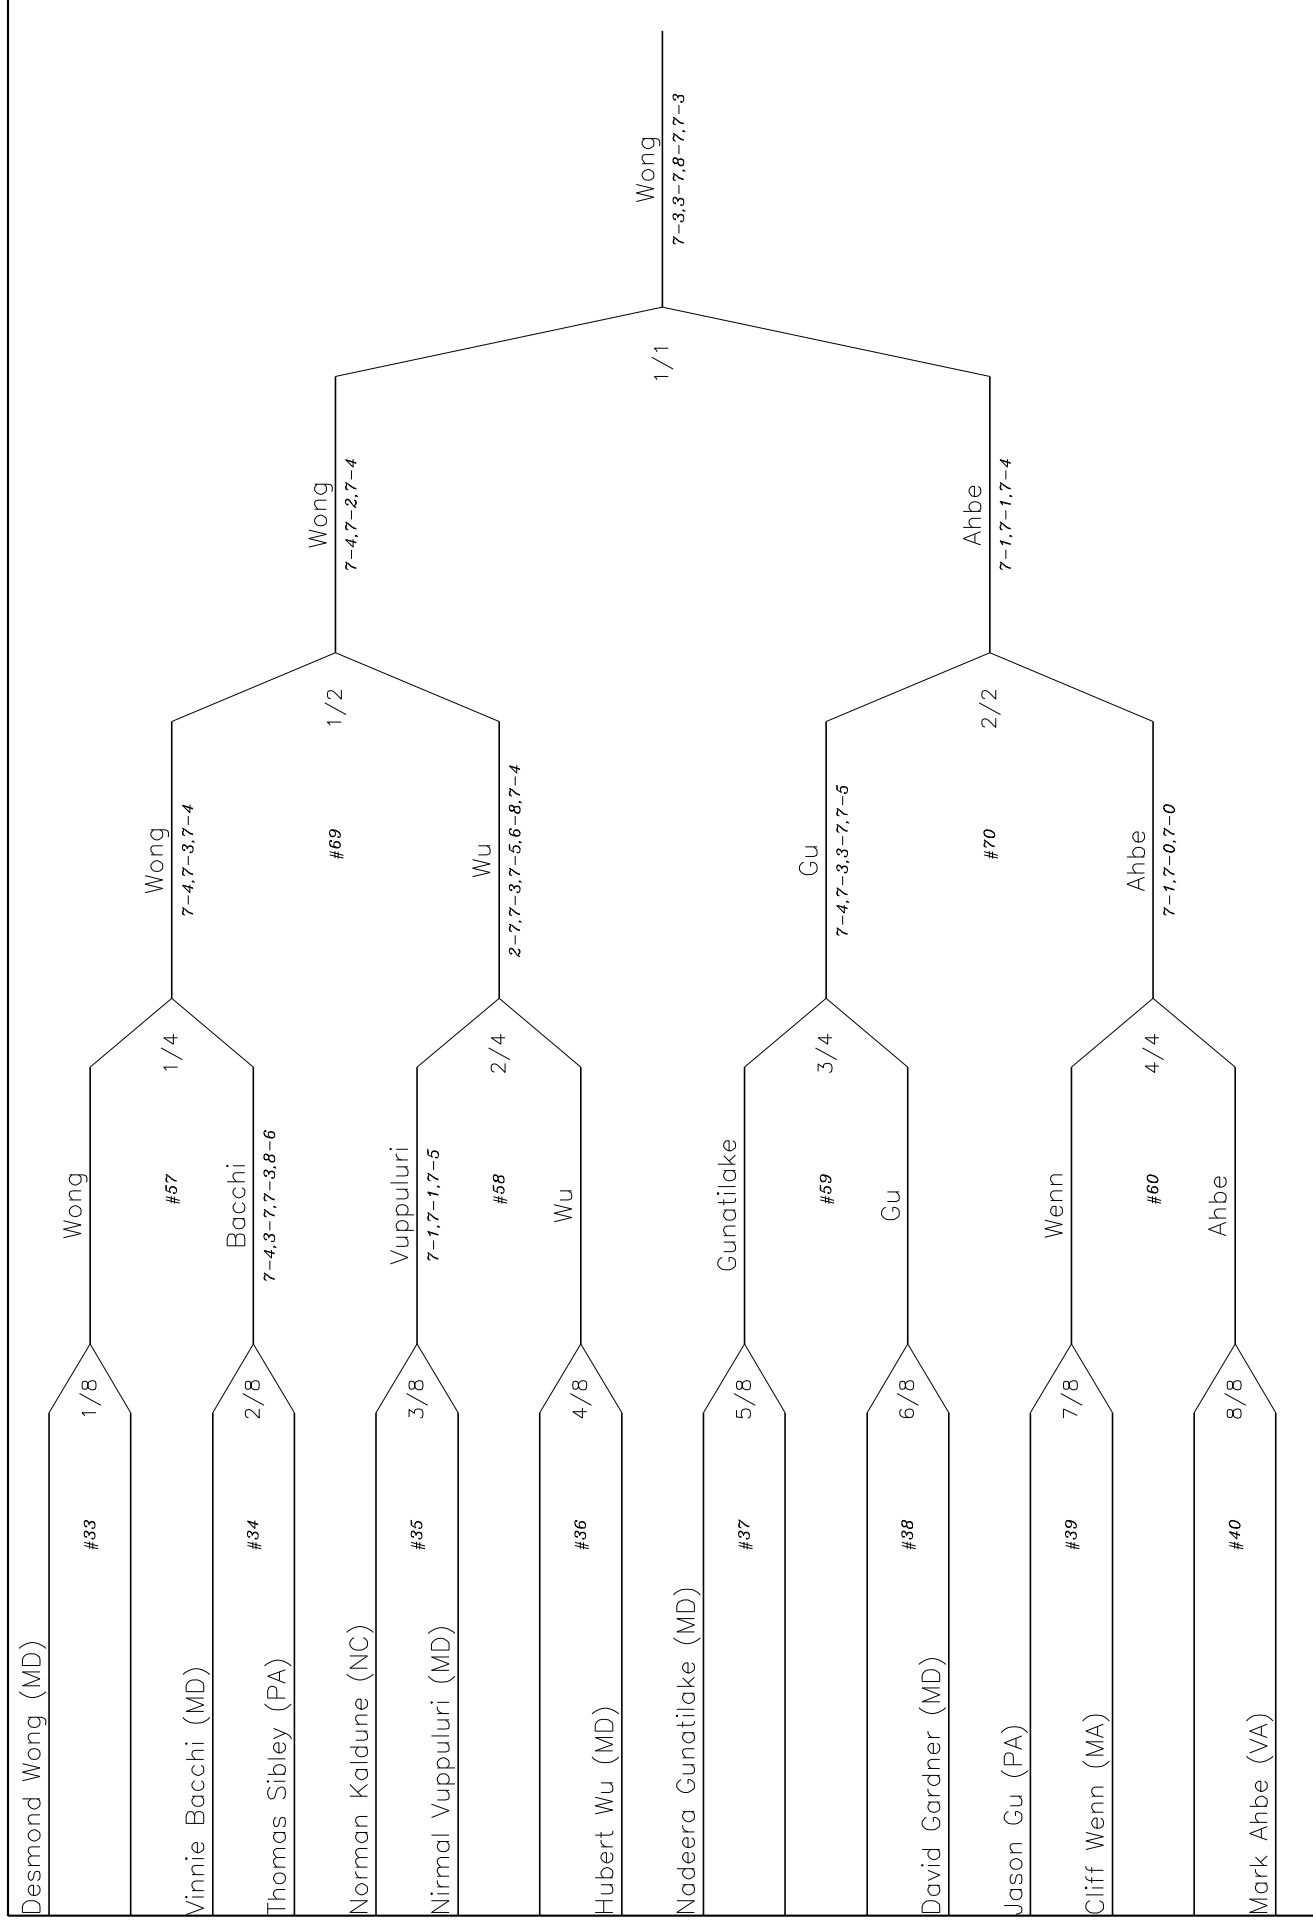 Desmond Wong (MD)
#33
1/8
Wong
Vinnie Bacchi (MD)
#34
Thomas Sibley (PA)
2/8
Bacchi
7-4,3-7,7-3,8-6
#57
1/4
Wong
7-4,7-3,7-4
Norman Kaldune (NC)
#35
Nirmal Vuppuluri (MD)
3/8
Vuppuluri
7-1,7-1,7-5
#36
Hubert Wu (MD)
4/8
Wu
#58
2/4
Wu
2-7,7-3,7-5,6-8,7-4
#69
1/2
Wong
7-4,7-2,7-4
Nadeera Gunatilake (MD)
#37
5/8
Gunatilake
#38
David Gardner (MD)
6/8
Gu
#59
3/4
Gu
7-4,7-3,3-7,7-5
Jason Gu (PA)
#39
Cliff Wenn (MA)
7/8
Wenn
#40
Mark Ahbe (VA)
8/8
Ahbe
#60
4/4
Ahbe
7-1,7-0,7-0
#70
2/2
Ahbe
7-1,7-1,7-4
1/1
Wong
7-3,3-7,8-7,7-3